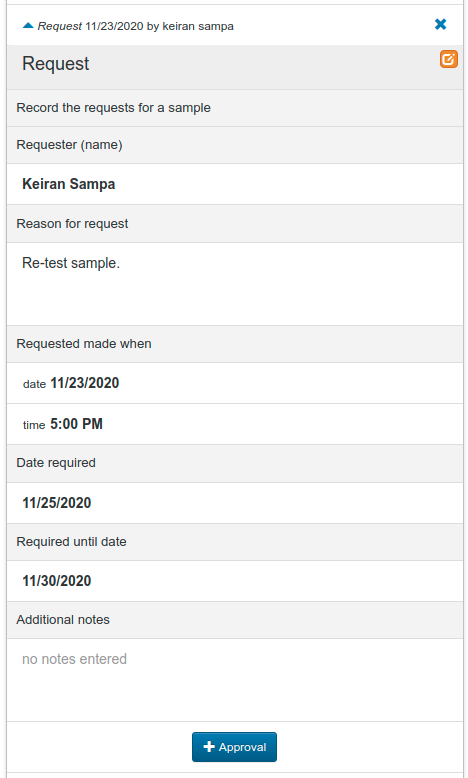 Request 11/23/2020 by keiran sampa
Request
Record the requests for a sample
Requester (name)
Keiran Sampa
Reason for request
Re-test sample.
Requested made when
date 11/23/2020
time 5:00 PM
Date required
11/25/2020
Required until date
11/30/2020
Additional notes
no notes entered
Approval